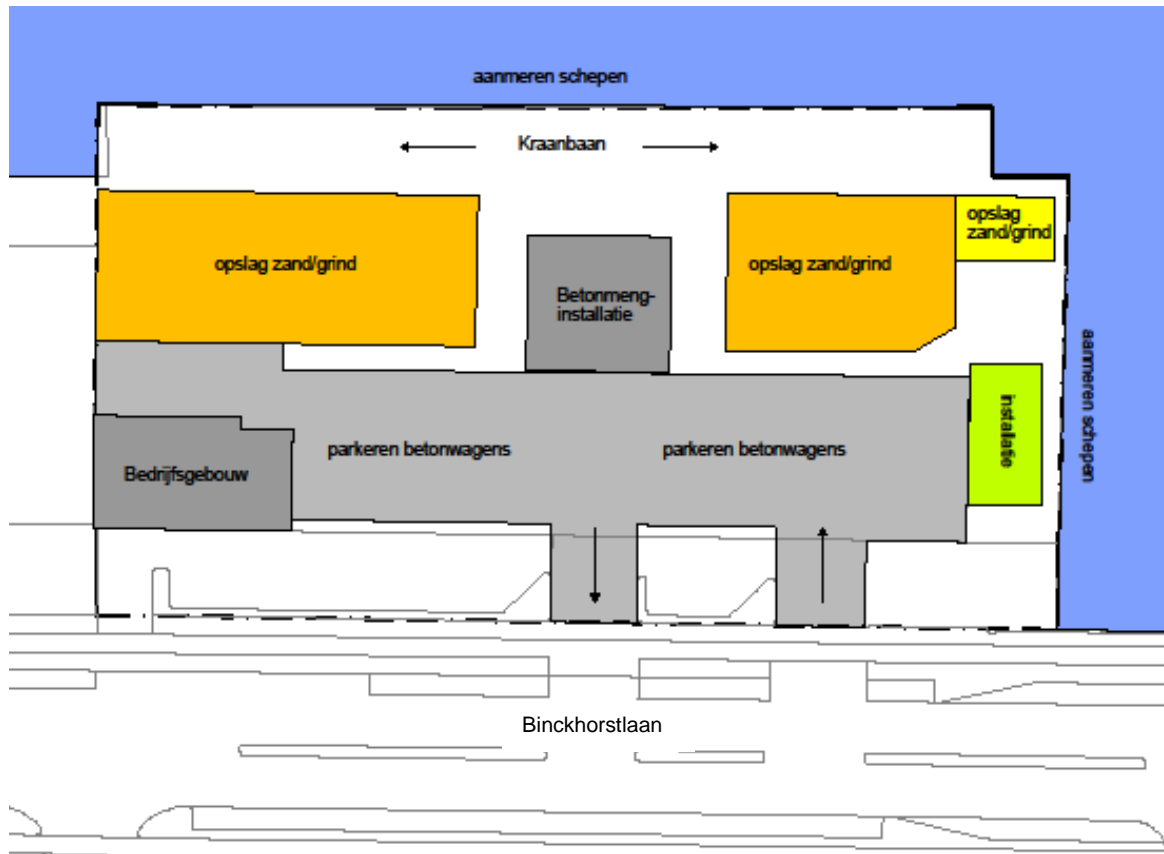 aanmeren schepen
Kraanbaan
opslag
zand/grind
opslag zand/grind
opslag zand/grind
Betonmeng-
installatie
aanmeren schepen
installatie
parkeren betonwagens
parkeren betonwagens
Bedrijfsgebouw
Binckhorstlaan